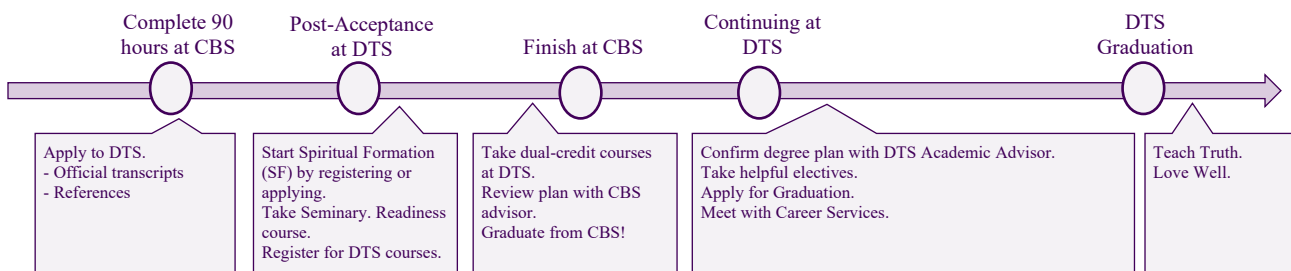 Complete 90
hours at CBS
Post-Acceptance
at DTS
Finish at CBS
Continuing at
DTS
DTS
Graduation
Apply to DTS.
- Official transcripts
- References
Start Spiritual Formation
(SF) by registering or
applying.
Take Seminary. Readiness
course.
Register for DTS courses.
Take dual-credit courses
at DTS.
Review plan with CBS
advisor.
Graduate from CBS!
Confirm degree plan with DTS Academic Advisor.
Take helpful electives.
Apply for Graduation.
Meet with Career Services.
Teach Truth.
Love Well.